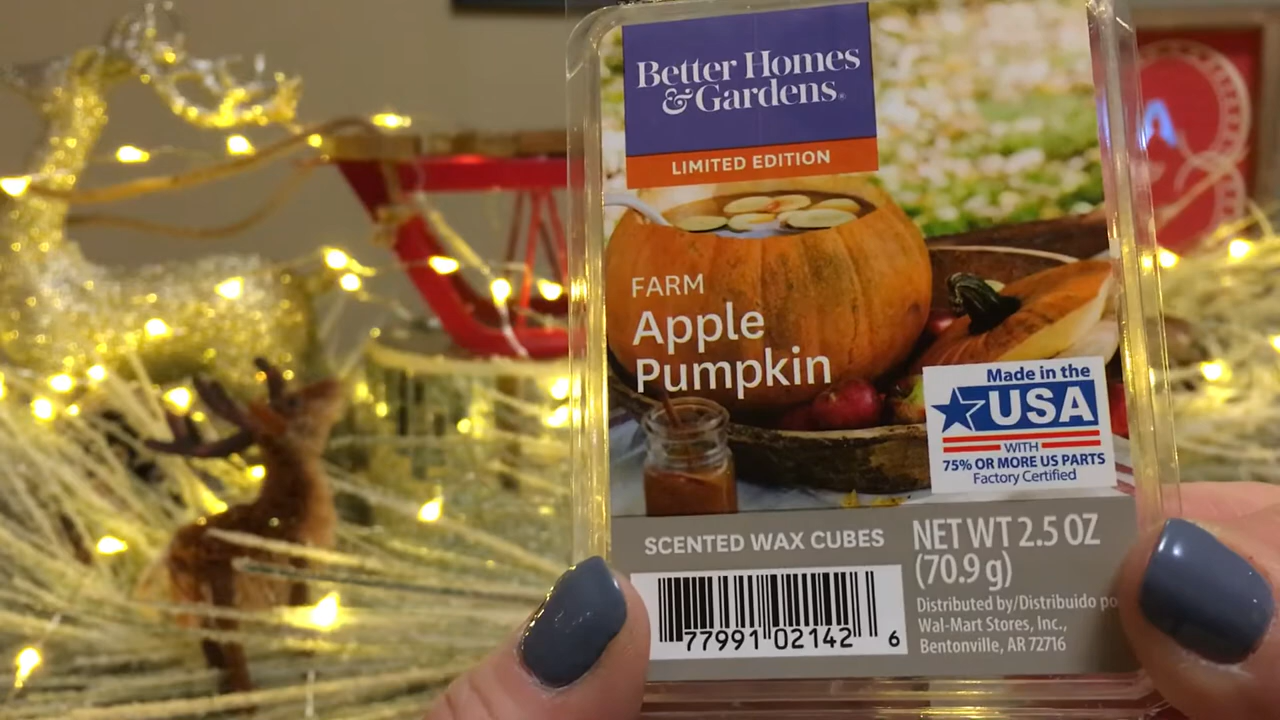 Better Homes
& Gardens®
LIMITED EDITION
FARM
Apple
Pumpkin
Made in the
USA
WITH
75% OR MORE US PARTS
Factory Certified
SCENTED WAX CUBES
NET WT 2.5 OZ
(70.9 g)
77991 02142 6
Distributed by/Distribuido po
Wal-Mart Stores, Inc.,
Bentonville, AR 72716